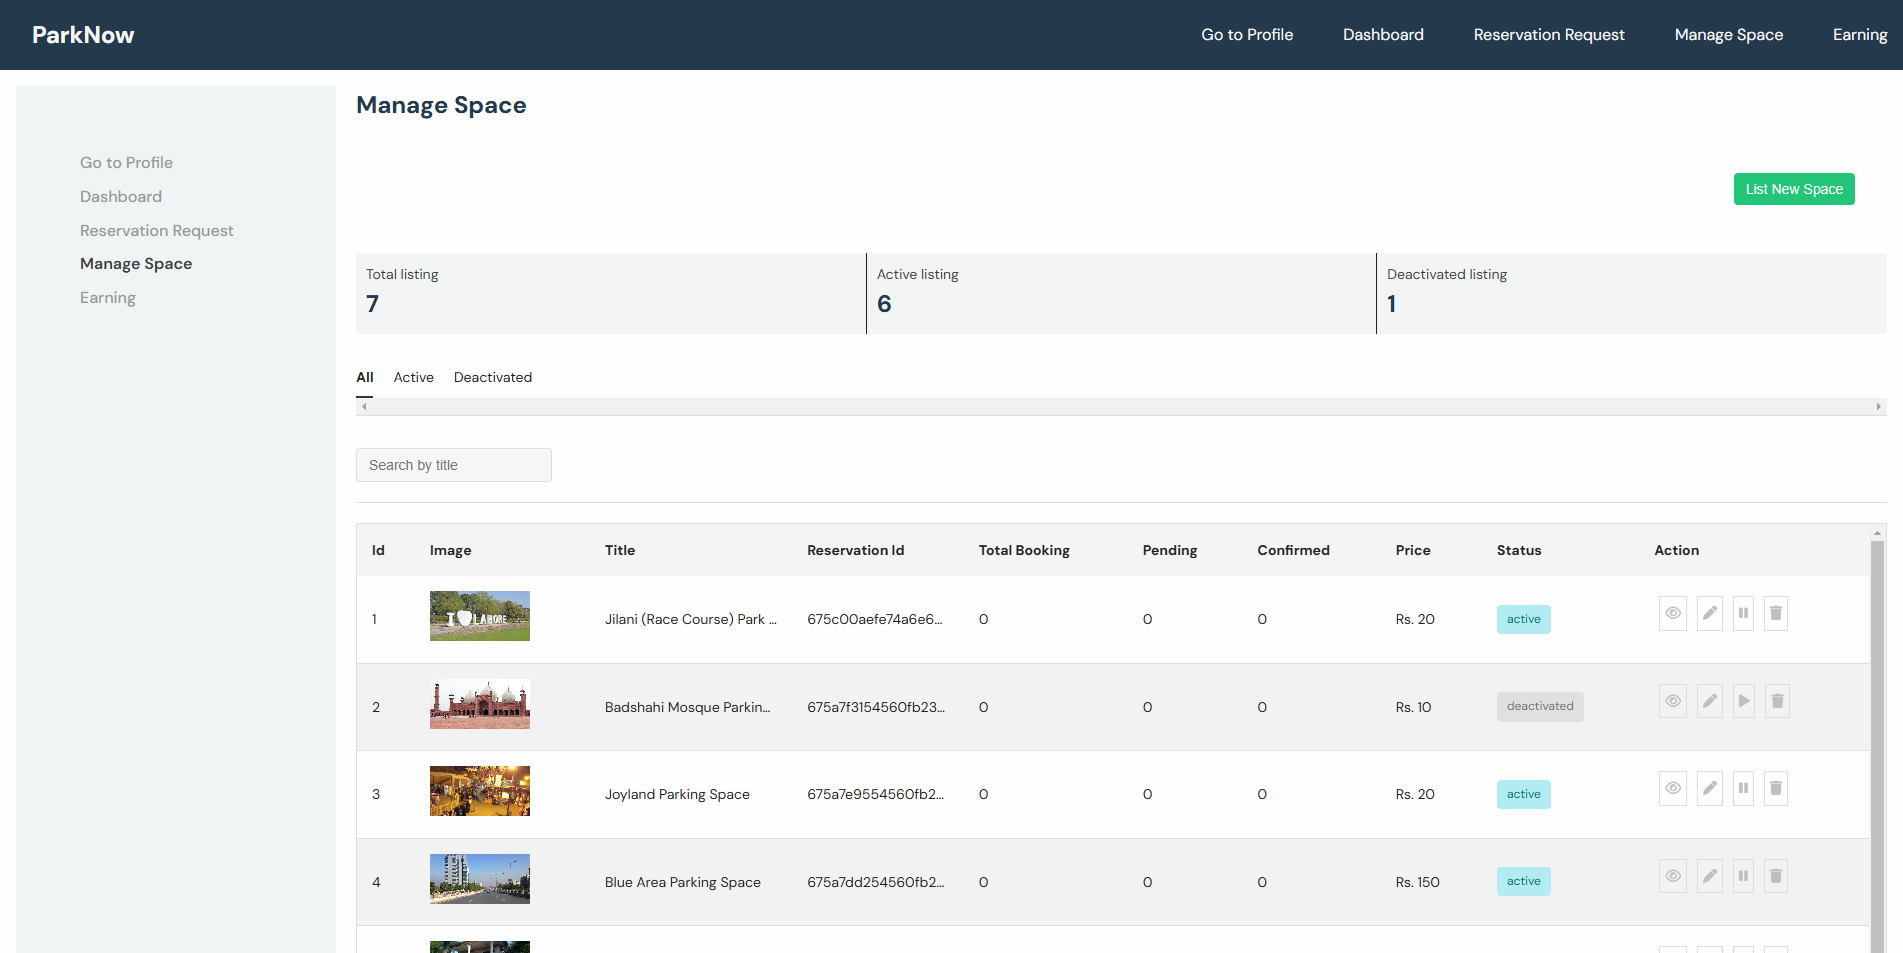 ParkNow
Go to Profile Dashboard Reservation Request Manage Space Earning
Go to Profile
Dashboard
Reservation Request
Manage Space
Earning
Manage Space
List New Space
Total listing
7
Active listing
6
Deactivated listing
1
All Active Deactivated
Search by title
Id Image Title Reservation Id Total Booking Pending Confirmed Price Status Action
1 I LAHORE Jilani (Race Course) Park ... 675c00aefe74a6e6... 0 0 0 Rs. 20 active
2 Badshahi Mosque Parkin... 675a7f3154560fb23... 0 0 0 Rs. 10 deactivated
3 Joyland Parking Space 675a7e9554560fb2... 0 0 0 Rs. 20 active
4 Blue Area Parking Space 675a7dd254560fb2... 0 0 0 Rs. 150 active